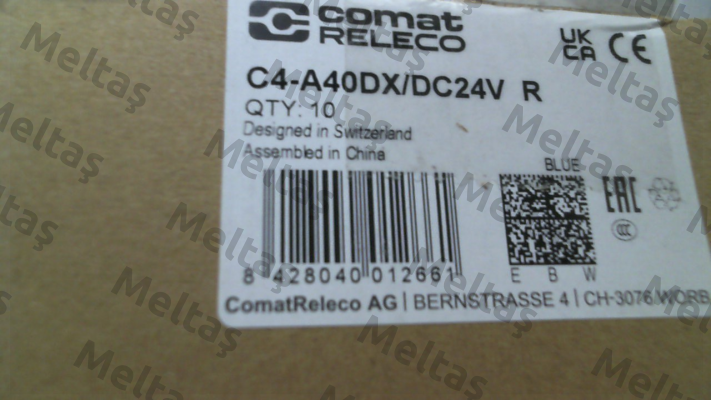 comat
RELECO
UK
CA CE
C4-A40DX/DC24V R
QTY: 10
Designed in Switzerland
Assembled in China
BLUE
EAC
CCC
8 428040 012661
E B W
ComatReleco AG | BERNSTRASSE 4 | CH-3076 WORB
Meltaş